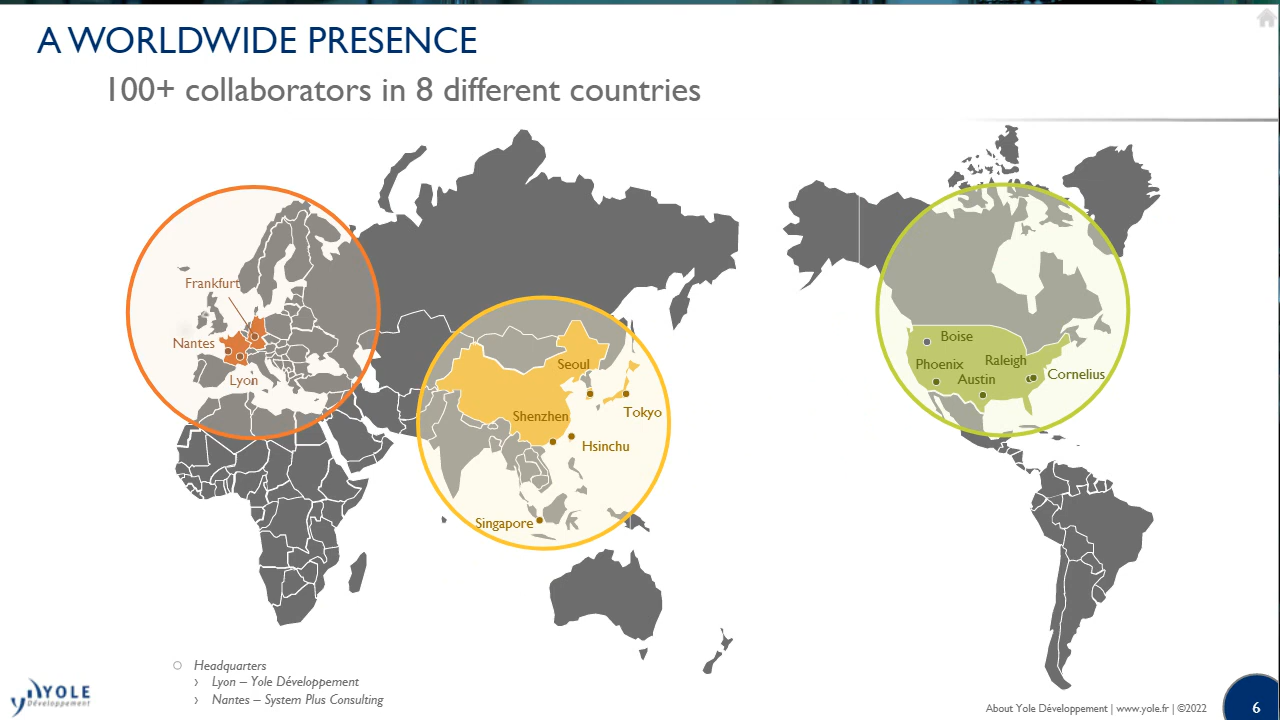 A WORLDWIDE PRESENCE
100+ collaborators in 8 different countries
Frankfurt
Nantes
Lyon
Seoul
Shenzhen
Tokyo
Hsinchu
Singapore
Boise
Phoenix
Raleigh
Austin
Cornelius
Headquarters
› Lyon – Yole Développement
› Nantes – System Plus Consulting
YOLE
Développement
About Yole Développement | www.yole.fr | ©2022
6